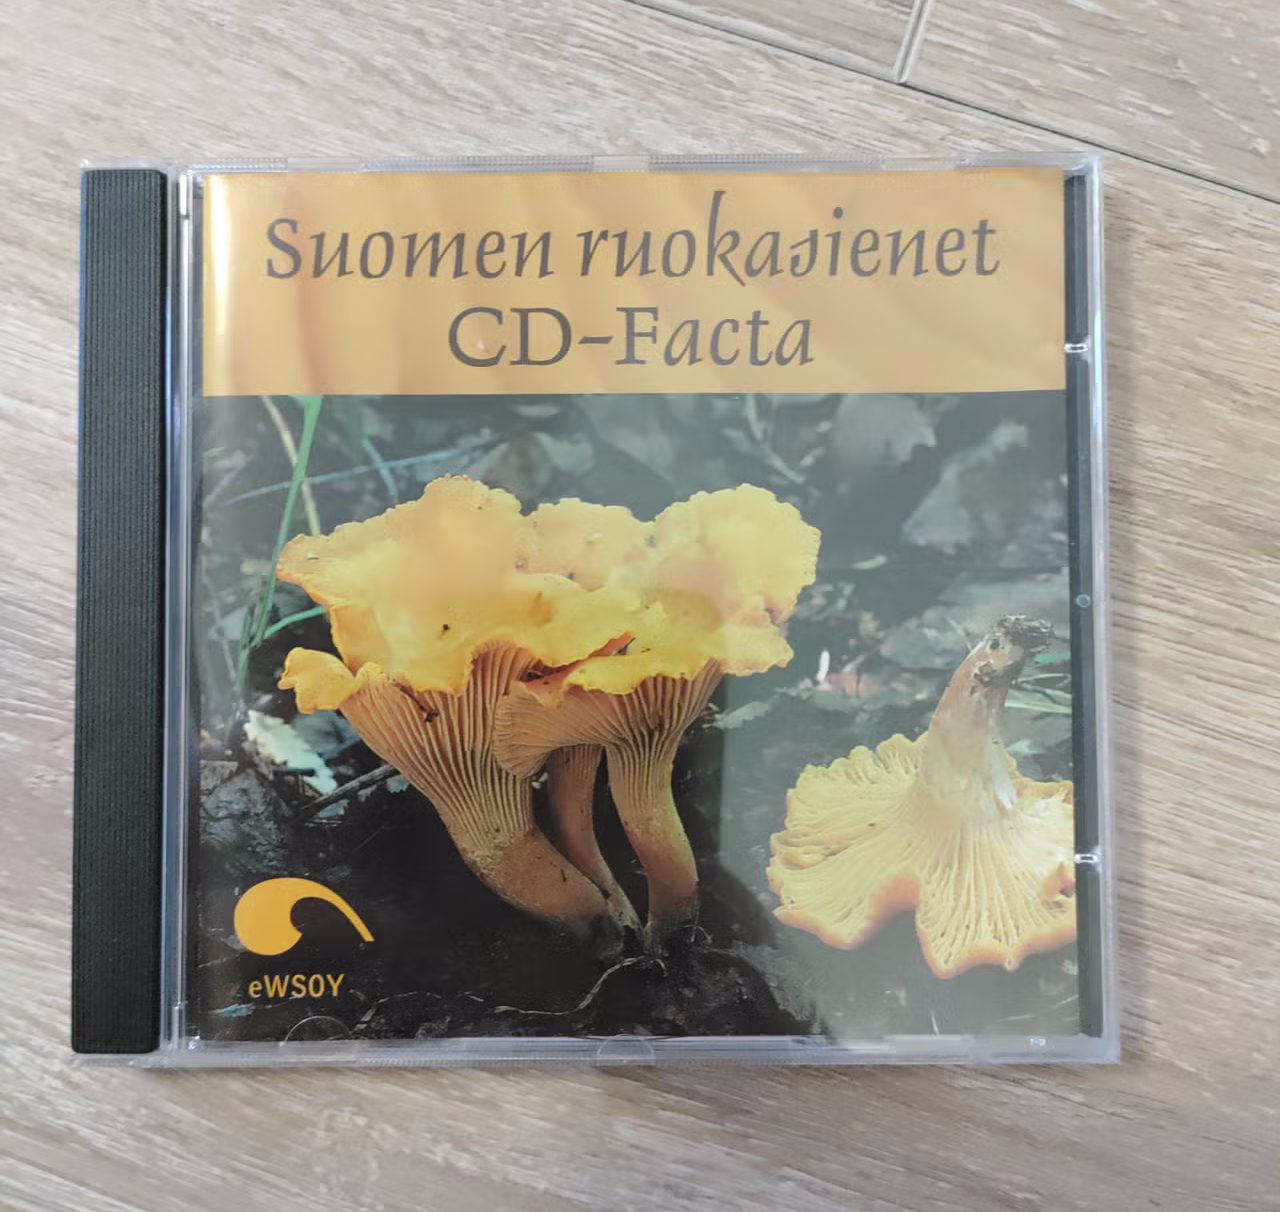 Suomen ruokasienet
CD-Facta
eWSOY